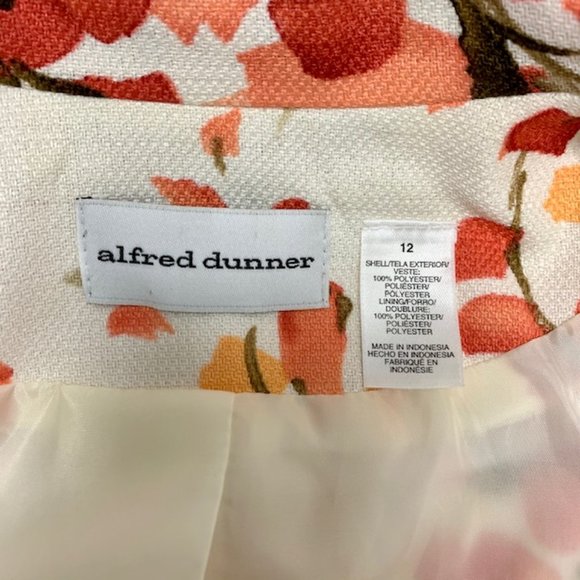 alfred dunner
12
SHELL/TELA EXTERIOR/
VESTE:
100% POLYESTER/
POLIÉSTER/
POLYESTER
LINING/FORRO/
DOUBLURE:
100% POLYESTER/
POLIÉSTER/
POLYESTER
MADE IN INDONESIA
HECHO EN INDONESIA
FABRIQUÉ EN
INDONÉSIE